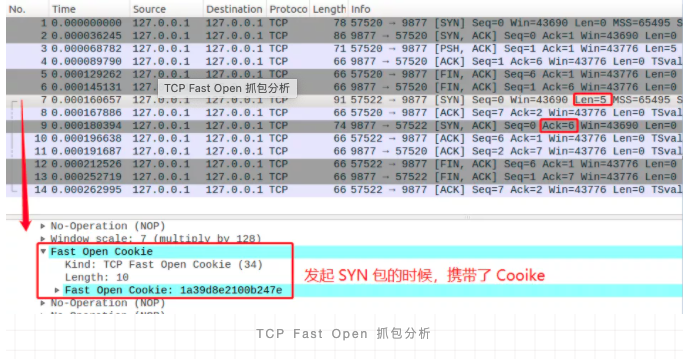 No. Time Source Destination Protoco Length Info
1 0.000000000 127.0.0.1 127.0.0.1 TCP 78 57520 → 9877 [SYN] Seq=0 Win=43690 Len=0 MSS=65495 S
2 0.000036245 127.0.0.1 127.0.0.1 TCP 86 9877 → 57520 [SYN, ACK] Seq=0 Ack=1 Win=43690 Len=0
3 0.000068782 127.0.0.1 127.0.0.1 TCP 71 57520 → 9877 [PSH, ACK] Seq=1 Ack=1 Win=43776 Len=5
4 0.000089790 127.0.0.1 127.0.0.1 TCP 66 9877 → 57520 [ACK] Seq=1 Ack=6 Win=43776 Len=0 TSval
5 0.000129262 127.0.0.1 127.0.0.1 TCP 66 57520 → 9877 [FIN, ACK] Seq=6 Ack=1 Win=43776 Len=0
6 0.000145131 127.0.0.1 127.0.0.1 TCP 66 9877 → 57520 [FIN, ACK] Seq=1 Ack=6 Win=43776 Len=0
TCP Fast Open 抓包分析
7 0.000160657 127.0.0.1 127.0.0.1 TCP 91 57522 → 9877 [SYN] Seq=0 Win=43690 Len=5 MSS=65495 S
8 0.000167886 127.0.0.1 127.0.0.1 TCP 66 57520 → 9877 [ACK] Seq=7 Ack=2 Win=43776 Len=0 TSval
9 0.000180394 127.0.0.1 127.0.0.1 TCP 74 9877 → 57522 [SYN, ACK] Seq=0 Ack=6 Win=43690 Len=0
10 0.000196638 127.0.0.1 127.0.0.1 TCP 66 57522 → 9877 [ACK] Seq=6 Ack=1 Win=43776 Len=0 TSval
11 0.000191687 127.0.0.1 127.0.0.1 TCP 66 9877 → 57520 [ACK] Seq=2 Ack=7 Win=43776 Len=0 TSval
12 0.000212526 127.0.0.1 127.0.0.1 TCP 66 57522 → 9877 [FIN, ACK] Seq=6 Ack=1 Win=43776 Len=0
13 0.000252719 127.0.0.1 127.0.0.1 TCP 66 9877 → 57522 [FIN, ACK] Seq=1 Ack=7 Win=43776 Len=0
14 0.000262995 127.0.0.1 127.0.0.1 TCP 66 57522 → 9877 [ACK] Seq=7 Ack=2 Win=43776 Len=0 TSval
No-Operation (NOP)
Window scale: 7 (multiply by 128)
Fast Open Cookie
Kind: TCP Fast Open Cookie (34)
Length: 10
Fast Open Cookie: 1a39d8e2100b247e
发起 SYN 包的时候，携带了 Cooike
No-Operation (NOP)
No-Operation (NOP)
TCP Fast Open 抓包分析